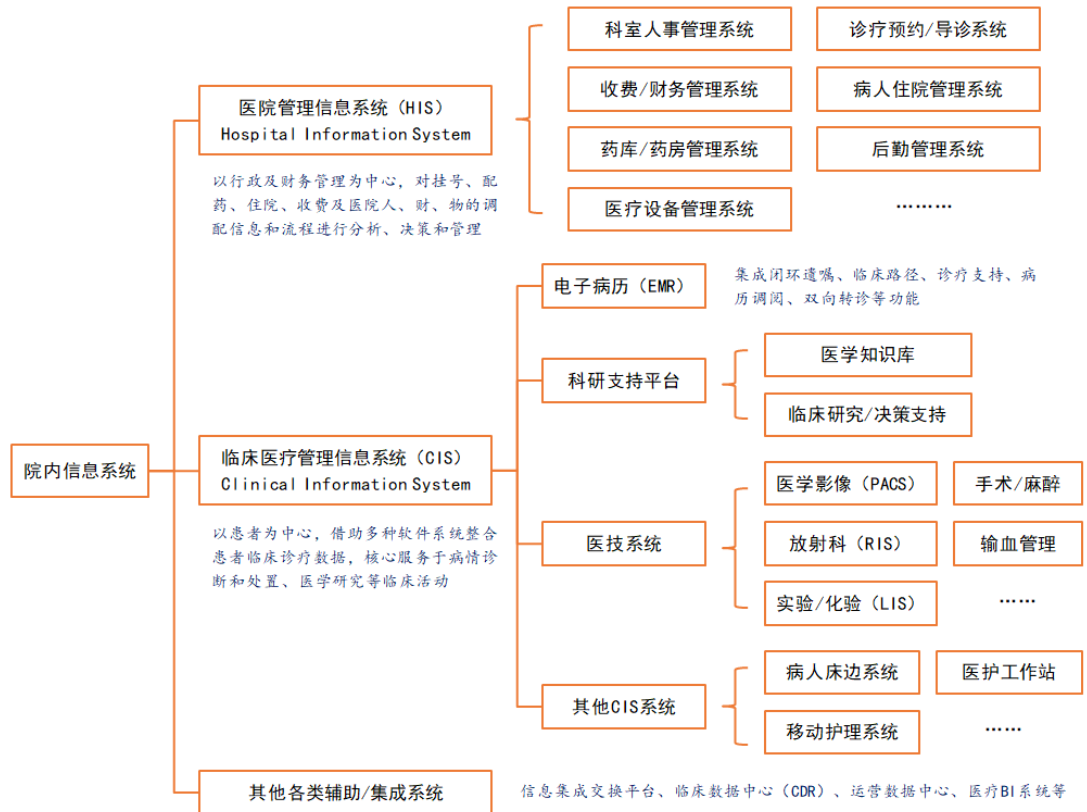 科室人事管理系统
诊疗预约/导诊系统
医院管理信息系统（HIS）
Hospital Information System
收费/财务管理系统
病人住院管理系统
药库/药房管理系统
后勤管理系统
以行政及财务管理为中心，对挂号、配
药、住院、收费及医院人、财、物的调
配信息和流程进行分析、决策和管理
医疗设备管理系统
………
电子病历（EMR）
集成闭环遗嘱、临床路径、诊疗支持、病
历调阅、双向转诊等功能
科研支持平台
医学知识库
临床研究/决策支持
院内信息系统
临床医疗管理信息系统（CIS）
Clinical Information System
以患者为中心，借助多种软件系统整合
患者临床诊疗数据，核心服务于病情诊
断和处置、医学研究等临床活动
医技系统
医学影像（PACS）
手术/麻醉
放射科（RIS）
输血管理
实验/化验（LIS）
……
其他CIS系统
病人床边系统
医护工作站
移动护理系统
……
其他各类辅助/集成系统
信息集成交换平台、临床数据中心（CDR）、运营数据中心、医疗BI系统等